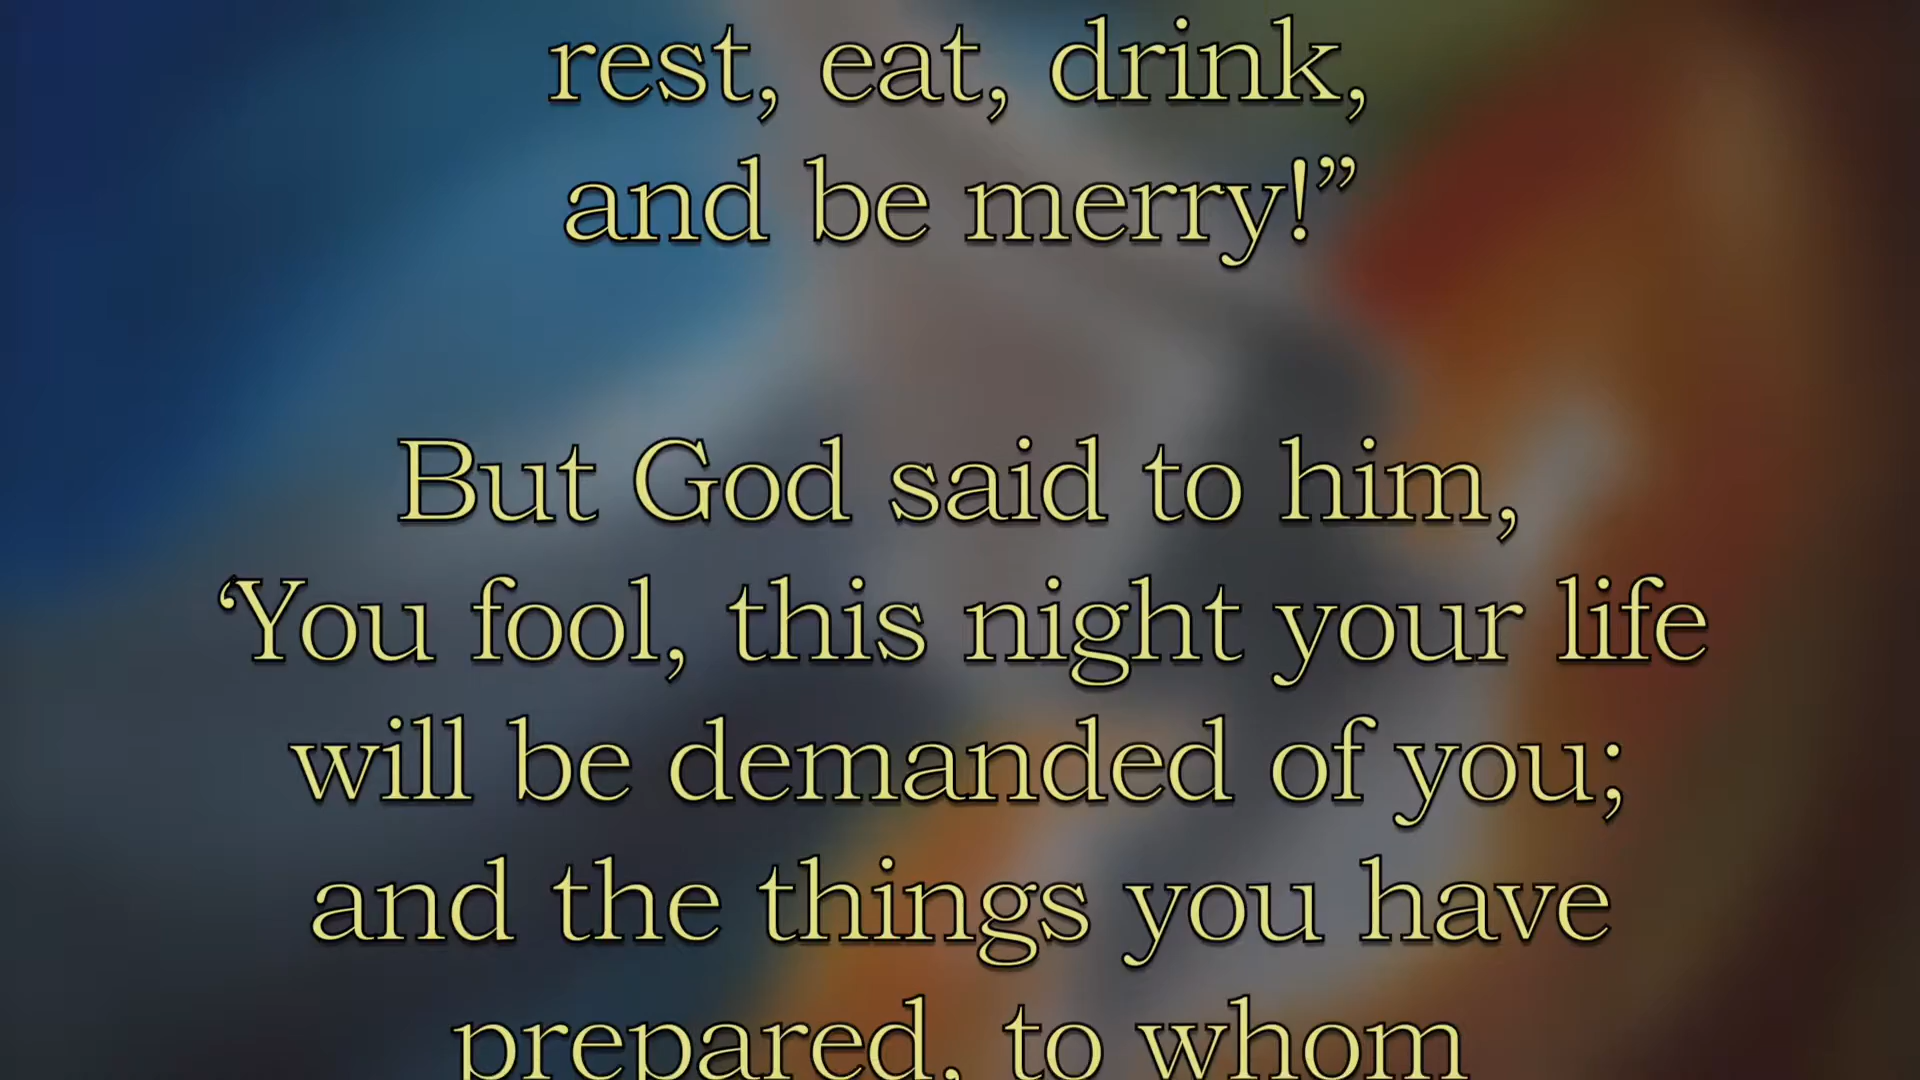 rest, eat, drink,
and be merry!”
But God said to him,
‘You fool, this night your life
will be demanded of you;
and the things you have
prepared, to whom